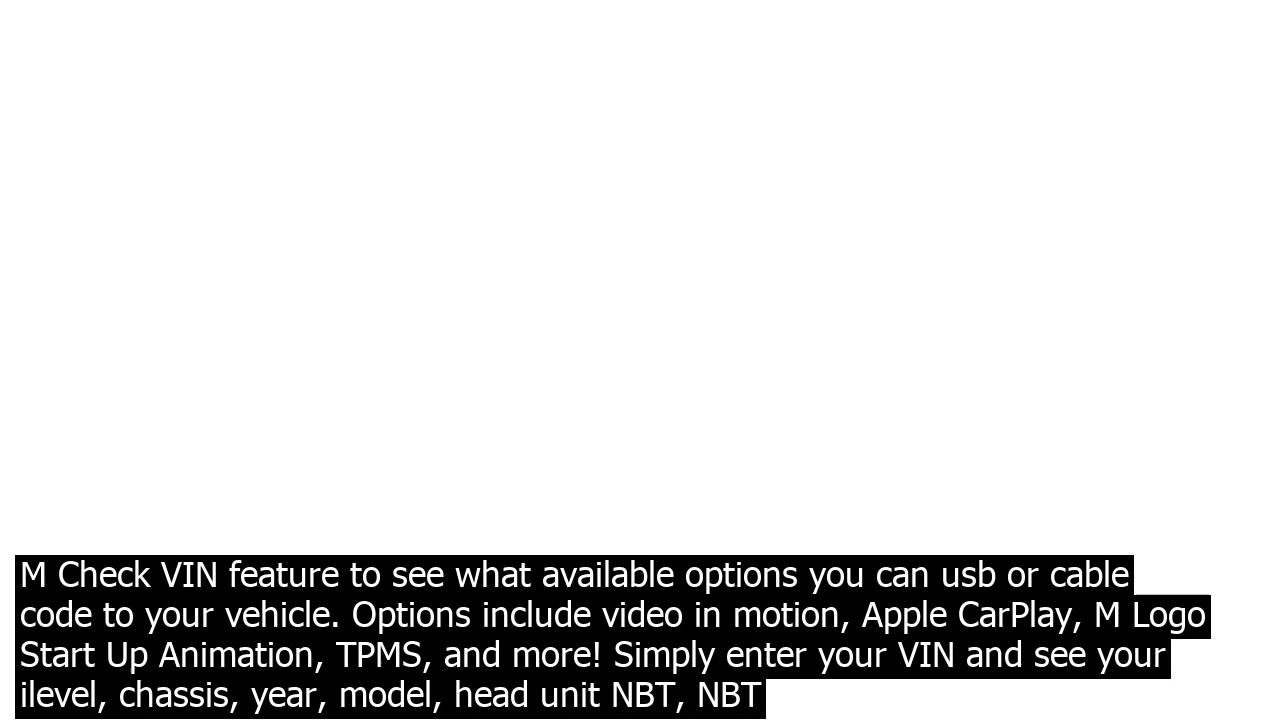 M Check VIN feature to see what available options you can usb or cable
code to your vehicle. Options include video in motion, Apple CarPlay, M Logo
Start Up Animation, TPMS, and more! Simply enter your VIN and see your
ilevel, chassis, year, model, head unit NBT, NBT